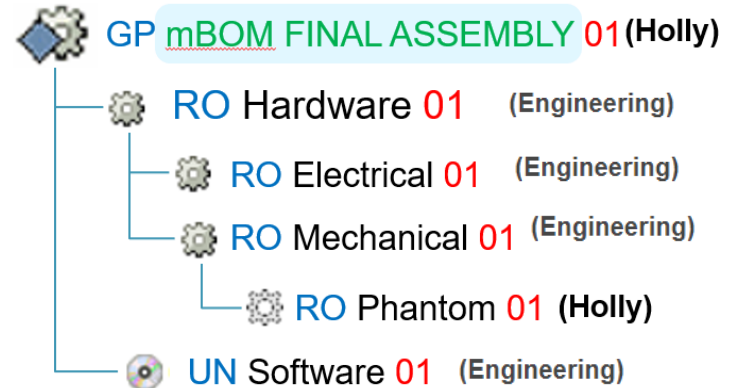 GP mBOM FINAL ASSEMBLY 01 (Holly)
RO Hardware 01 (Engineering)
RO Electrical 01 (Engineering)
RO Mechanical 01 (Engineering)
RO Phantom 01 (Holly)
UN Software 01 (Engineering)